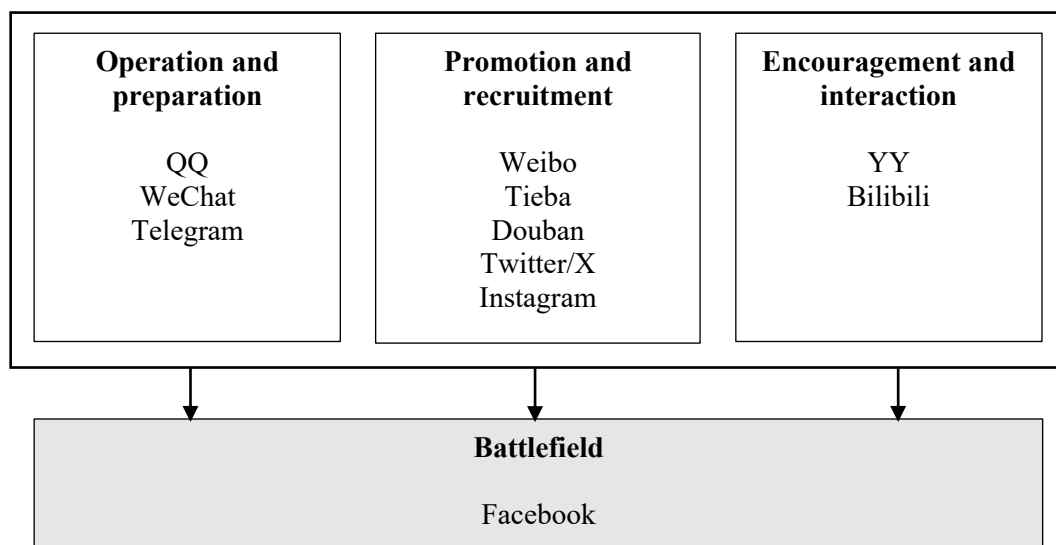 Operation and
preparation
QQ
WeChat
Telegram
Promotion and
recruitment
Weibo
Tieba
Douban
Twitter/X
Instagram
Encouragement and
interaction
YY
Bilibili
Battlefield
Facebook